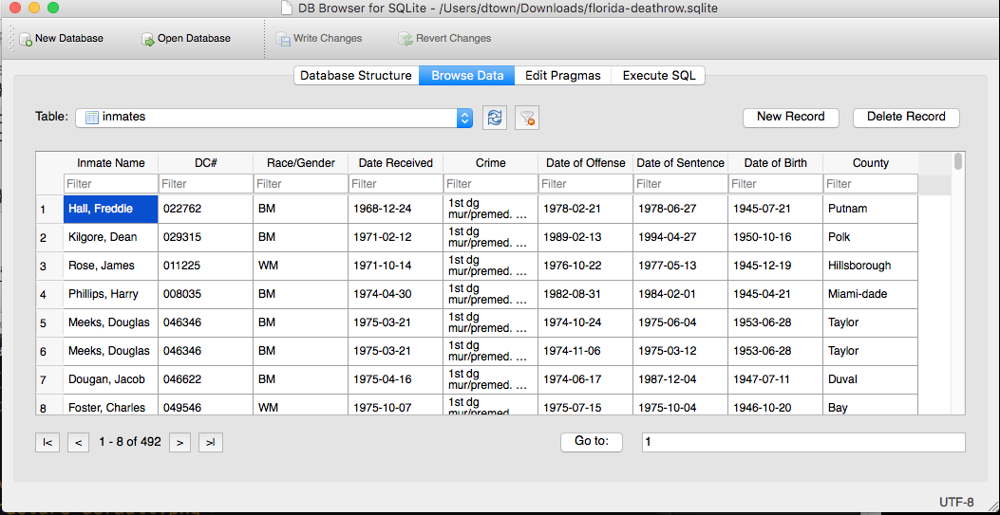 DB Browser for SQLite - /Users/dtown/Downloads/florida-deathrow.sqlite
New Database Open Database Write Changes Revert Changes
Database Structure Browse Data Edit Pragmas Execute SQL
Table: inmates New Record Delete Record
Inmate Name DC# Race/Gender Date Received Crime Date of Offense Date of Sentence Date of Birth County
Filter Filter Filter Filter Filter Filter Filter Filter Filter
1 Hall, Freddie 022762 BM 1968-12-24 1st dg mur/premed. ... 1978-02-21 1978-06-27 1945-07-21 Putnam
2 Kilgore, Dean 029315 BM 1971-02-12 1st dg mur/premed. ... 1989-02-13 1994-04-27 1950-10-16 Polk
3 Rose, James 011225 WM 1971-10-14 1st dg mur/premed. ... 1976-10-22 1977-05-13 1945-12-19 Hillsborough
4 Phillips, Harry 008035 BM 1974-04-30 1st dg mur/premed. ... 1982-08-31 1984-02-01 1945-04-21 Miami-dade
5 Meeks, Douglas 046346 BM 1975-03-21 1st dg mur/premed. ... 1974-10-24 1975-06-04 1953-06-28 Taylor
6 Meeks, Douglas 046346 BM 1975-03-21 1st dg mur/premed. ... 1974-11-06 1975-03-12 1953-06-28 Taylor
7 Dougan, Jacob 046622 BM 1975-04-16 1st dg mur/premed. ... 1974-06-17 1987-12-04 1947-07-11 Duval
8 Foster, Charles 049546 WM 1975-10-07 1st dg mur/premed. 1975-07-15 1975-10-04 1946-10-20 Bay
|< < 1 - 8 of 492 > >| Go to: 1
UTF-8